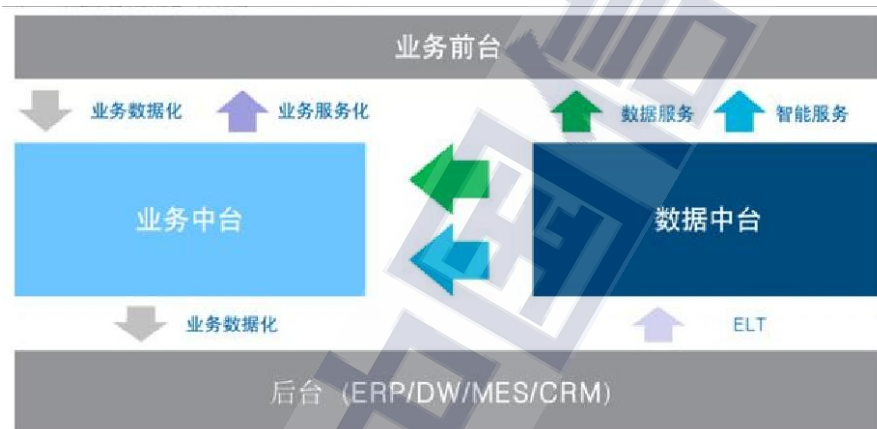 业务前台
业务数据化 业务服务化 数据服务 智能服务
业务中台 数据中台
业务数据化 ELT
后台 (ERP/DW/MES/CRM)